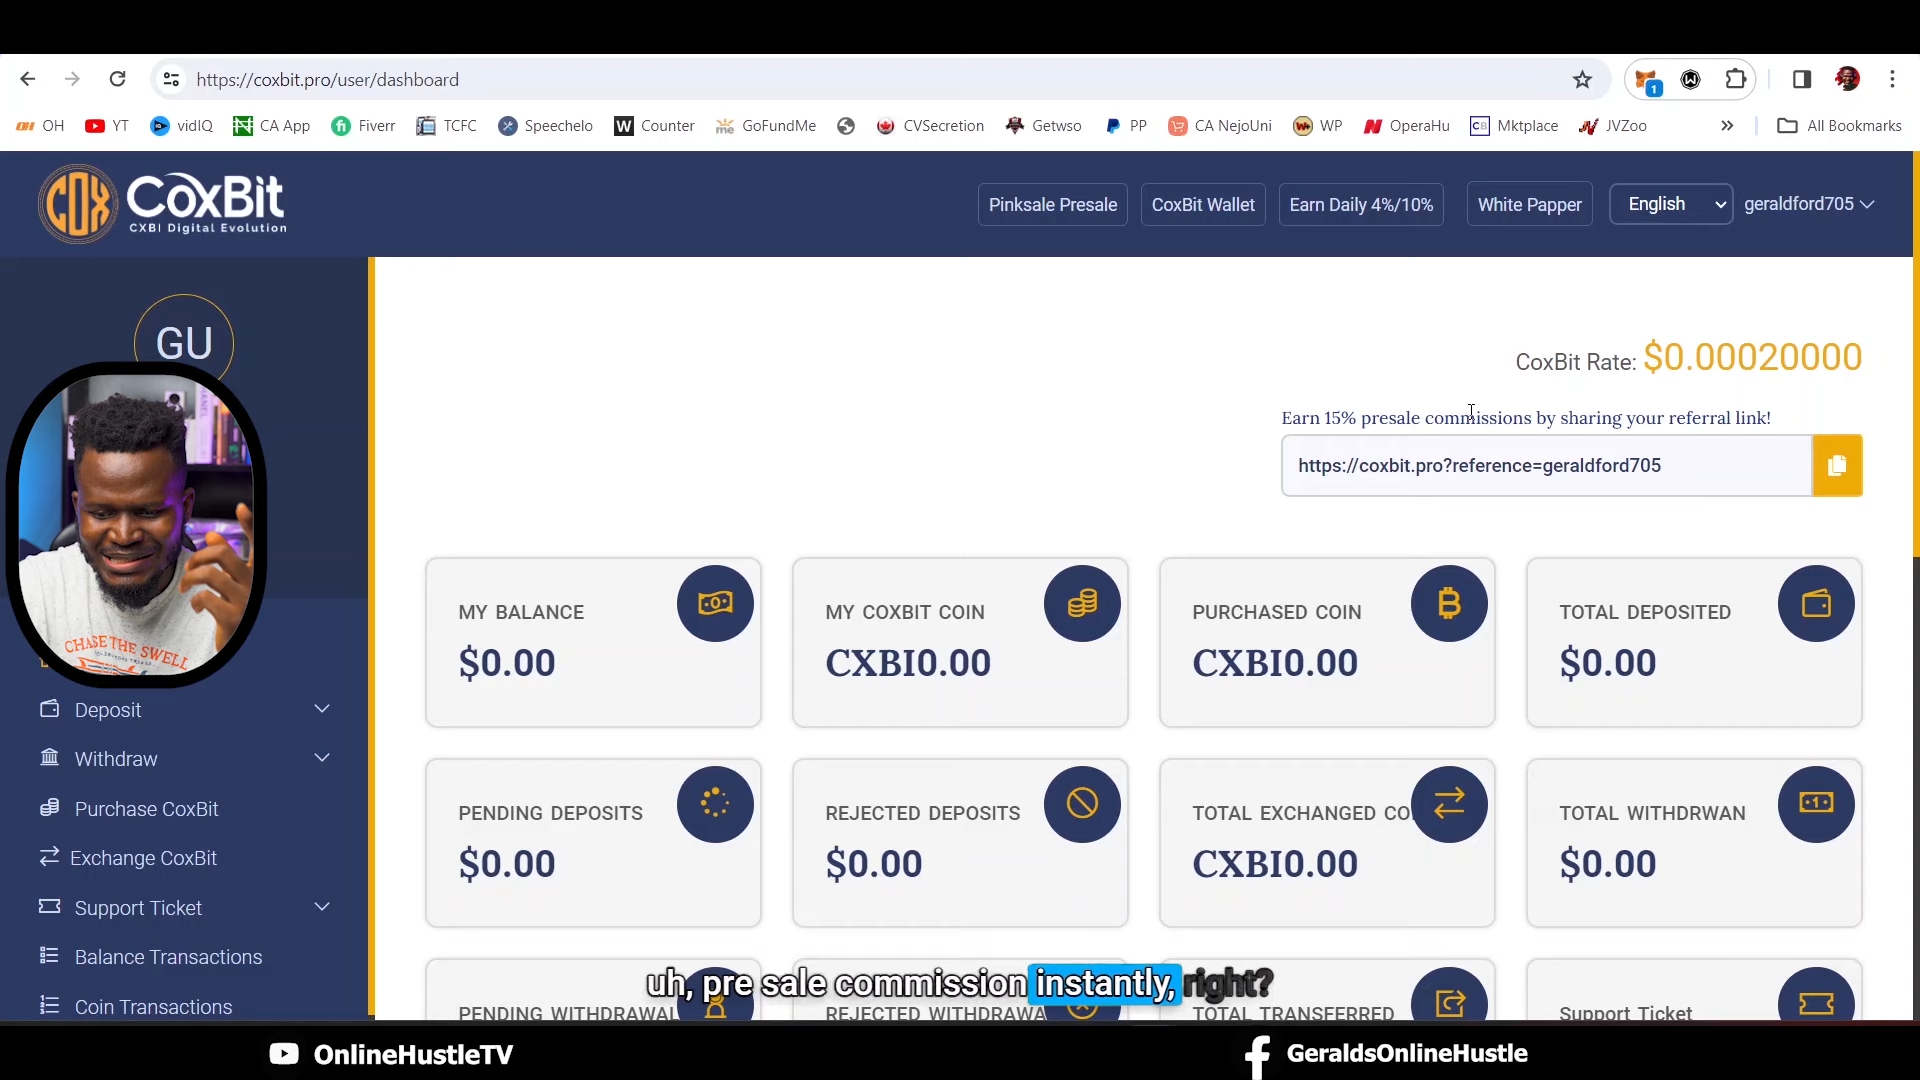 https://coxbit.pro/user/dashboard
1
OH YT vidIQ CA App Fiverr TCFC Speechelo W Counter GoFundMe CVSecretion Getwso PP CA NejoUni WP OperaHu CB Mktplace JVZoo » All Bookmarks
COX CoxBit
CXBI Digital Evolution
Pinksale Presale CoxBit Wallet Earn Daily 4%/10% White Papper English geraldford705
GU
CoxBit Rate: $0.00020000
Earn 15% presale commissions by sharing your referral link!
https://coxbit.pro?reference=geraldford705
MY BALANCE
$0.00
MY COXBIT COIN
CXBI0.00
PURCHASED COIN
CXBI0.00
TOTAL DEPOSITED
$0.00
CHASE THE SWELL
Deposit
Withdraw
Purchase CoxBit
Exchange CoxBit
Support Ticket
Balance Transactions
Coin Transactions
PENDING DEPOSITS
$0.00
REJECTED DEPOSITS
$0.00
TOTAL EXCHANGED CO
CXBI0.00
TOTAL WITHDRWAN
$0.00
uh, pre sale commission instantly, right?
PENDING WITHDRAWAL
REJECTED WITHDRAWA
TOTAL TRANSFERRED
Support Ticket
OnlineHustleTV
GeraldsOnlineHustle